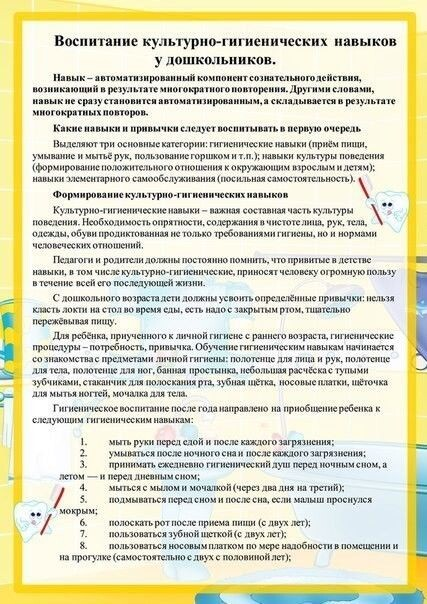 Воспитание культурно-гигиенических навыков
у дошкольников.
Навык – автоматизированный компонент сознательного действия,
возникающий в результате многократного повторения. Другими словами,
навык не сразу становится автоматизированным, а складывается в результате
многократных повторов.
Какие навыки и привычки следует воспитывать в первую очередь
Выделяют три основные категории: гигиенические навыки (приём пищи,
умывание и мытьё рук, пользование горшком и т.п.); навыки культуры поведения
(формирование положительного отношения к окружающим взрослым и детям);
навыки элементарного самообслуживания (посильная самостоятельность).
Формирование культурно-гигиенических навыков
Культурно-гигиенические навыки – важная составная часть культуры
поведения. Необходимость опрятности, содержания в чистоте лица, рук, тела,
одежды, обуви продиктована не только требованиями гигиены, но и нормами
человеческих отношений.
Педагоги и родители должны постоянно помнить, что привитые в детстве
навыки, в том числе культурно-гигиенические, приносят человеку огромную пользу
в течение всей его последующей жизни.
С дошкольного возраста дети должны усвоить определённые привычки: нельзя
класть локти на стол во время еды, есть надо с закрытым ртом, тщательно
пережёвывая пищу.
Для ребёнка, приученного к личной гигиене с раннего возраста, гигиенические
процедуры – потребность, привычка. Обучение гигиеническим навыкам начинается
со знакомства с предметами личной гигиены: полотенце для лица и рук, полотенце
для тела, полотенце для ног, банная простынка, небольшая расчёска с тупыми
зубчиками, стаканчик для полоскания рта, зубная щётка, носовые платки, щёточка
для мытья ногтей, мочалка для тела.
Гигиеническое воспитание после года направлено на приобщение ребенка к
следующим гигиеническим навыкам:
1. мыть руки перед едой и после каждого загрязнения;
2. умываться после ночного сна и после каждого загрязнения;
3. принимать ежедневно гигиенический душ перед ночным сном, а
летом — и перед дневным сном;
4. мыться с мылом и мочалкой (через два дня на третий);
5. подмываться перед сном и после сна, если малыш проснулся
мокрым;
6. полоскать рот после приема пищи (с двух лет);
7. пользоваться зубной щеткой (с двух лет);
8. пользоваться носовым платком по мере надобности в помещении и
на прогулке (самостоятельно с двух с половиной лет);